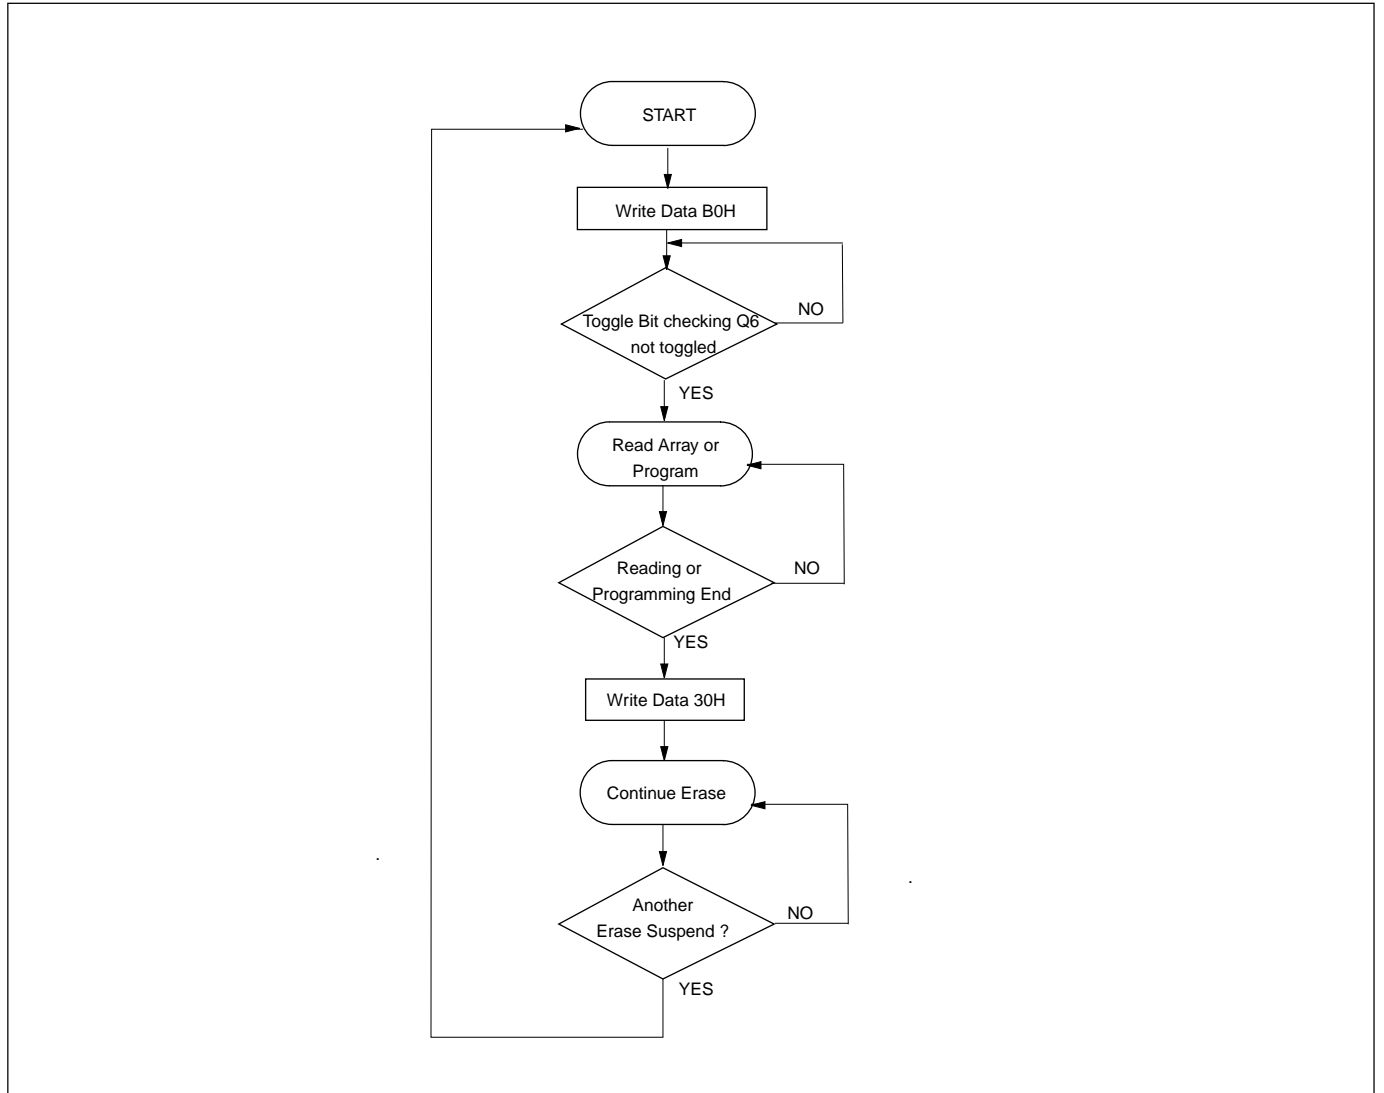 START
Write Data B0H
Toggle Bit checking Q6
not toggled
NO
YES
Read Array or
Program
Reading or
Programming End
NO
YES
Write Data 30H
Continue Erase
Another
Erase Suspend ?
NO
YES